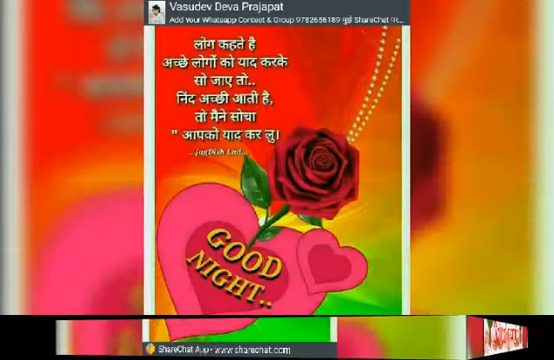 Vasudev Deva Prajapat
Add Your Whatsapp Contect & Group 9782656189 मुझे ShareChat पर...
लोग कहते है
अच्छे लोगों को याद करके
सो जाए तो..
निंद अच्छी आती है,
तो मैने सोचा
" आपको याद कर लु।
GOOD
NIGHT..
ShareChat App - www.sharechat.com